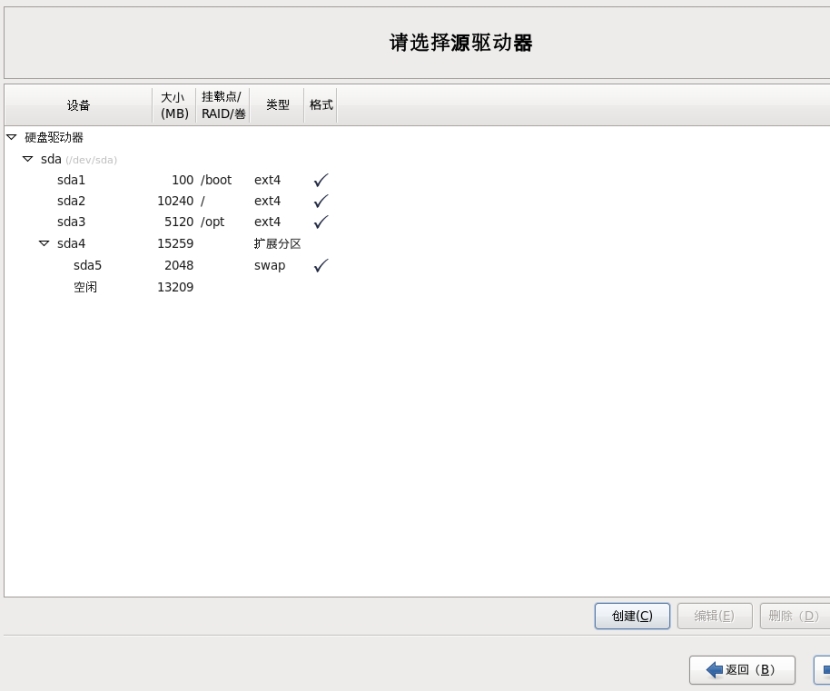 请选择源驱动器
设备
大小
(MB)
挂载点/
RAID/卷
类型
格式
硬盘驱动器
sda (/dev/sda)
sda1 100 /boot ext4
sda2 10240 / ext4
sda3 5120 /opt ext4
sda4 15259 扩展分区
sda5 2048 swap
空闲 13209
创建(C) 编辑(E) 删除（D）
返回（B）